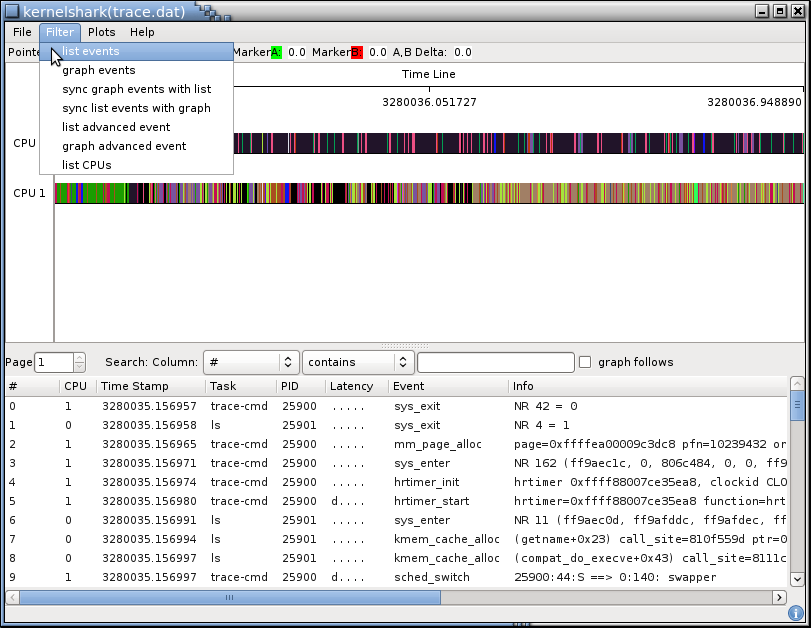 kernelshark(trace.dat)
File Filter Plots Help
Pointe MarkerA: 0.0 MarkerB: 0.0 A,B Delta: 0.0
list events
graph events
sync graph events with list
sync list events with graph
list advanced event
graph advanced event
list CPUs
Time Line
3280036.051727 3280036.948890
CPU
CPU 1
Page 1 Search: Column: # contains graph follows
# CPU Time Stamp Task PID Latency Event Info
0 1 3280035.156957 trace-cmd 25900 ..... sys_exit NR 42 = 0
1 0 3280035.156958 ls 25901 ..... sys_exit NR 4 = 1
2 1 3280035.156965 trace-cmd 25900 ..... mm_page_alloc page=0xffffea00009c3dc8 pfn=10239432 or
3 1 3280035.156971 trace-cmd 25900 ..... sys_enter NR 162 (ff9aec1c, 0, 806c484, 0, 0, ff9
4 1 3280035.156974 trace-cmd 25900 ..... hrtimer_init hrtimer 0xffff88007ce35ea8, clockid CLO
5 1 3280035.156980 trace-cmd 25900 d.... hrtimer_start hrtimer=0xffff88007ce35ea8 function=hrt
6 0 3280035.156991 ls 25901 ..... sys_enter NR 11 (ff9aec0d, ff9afddc, ff9afdec, ff
7 0 3280035.156994 ls 25901 ..... kmem_cache_alloc (getname+0x23) call_site=810f559d ptr=0
8 0 3280035.156997 ls 25901 ..... kmem_cache_alloc (compat_do_execve+0x43) call_site=8111c
9 1 3280035.156997 trace-cmd 25900 d.... sched_switch 25900:44:S ==> 0:140: swapper